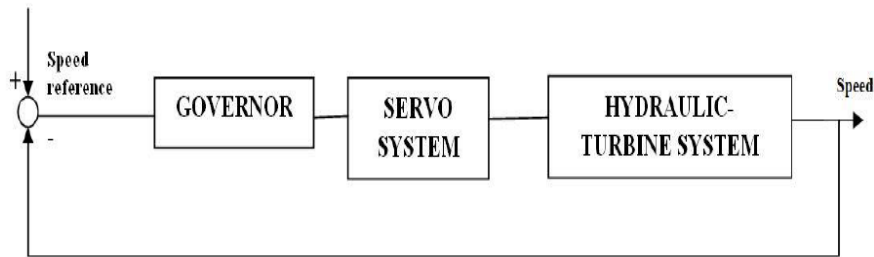 +
Speed
reference
-
GOVERNOR
SERVO
SYSTEM
HYDRAULIC-
TURBINE SYSTEM
Speed